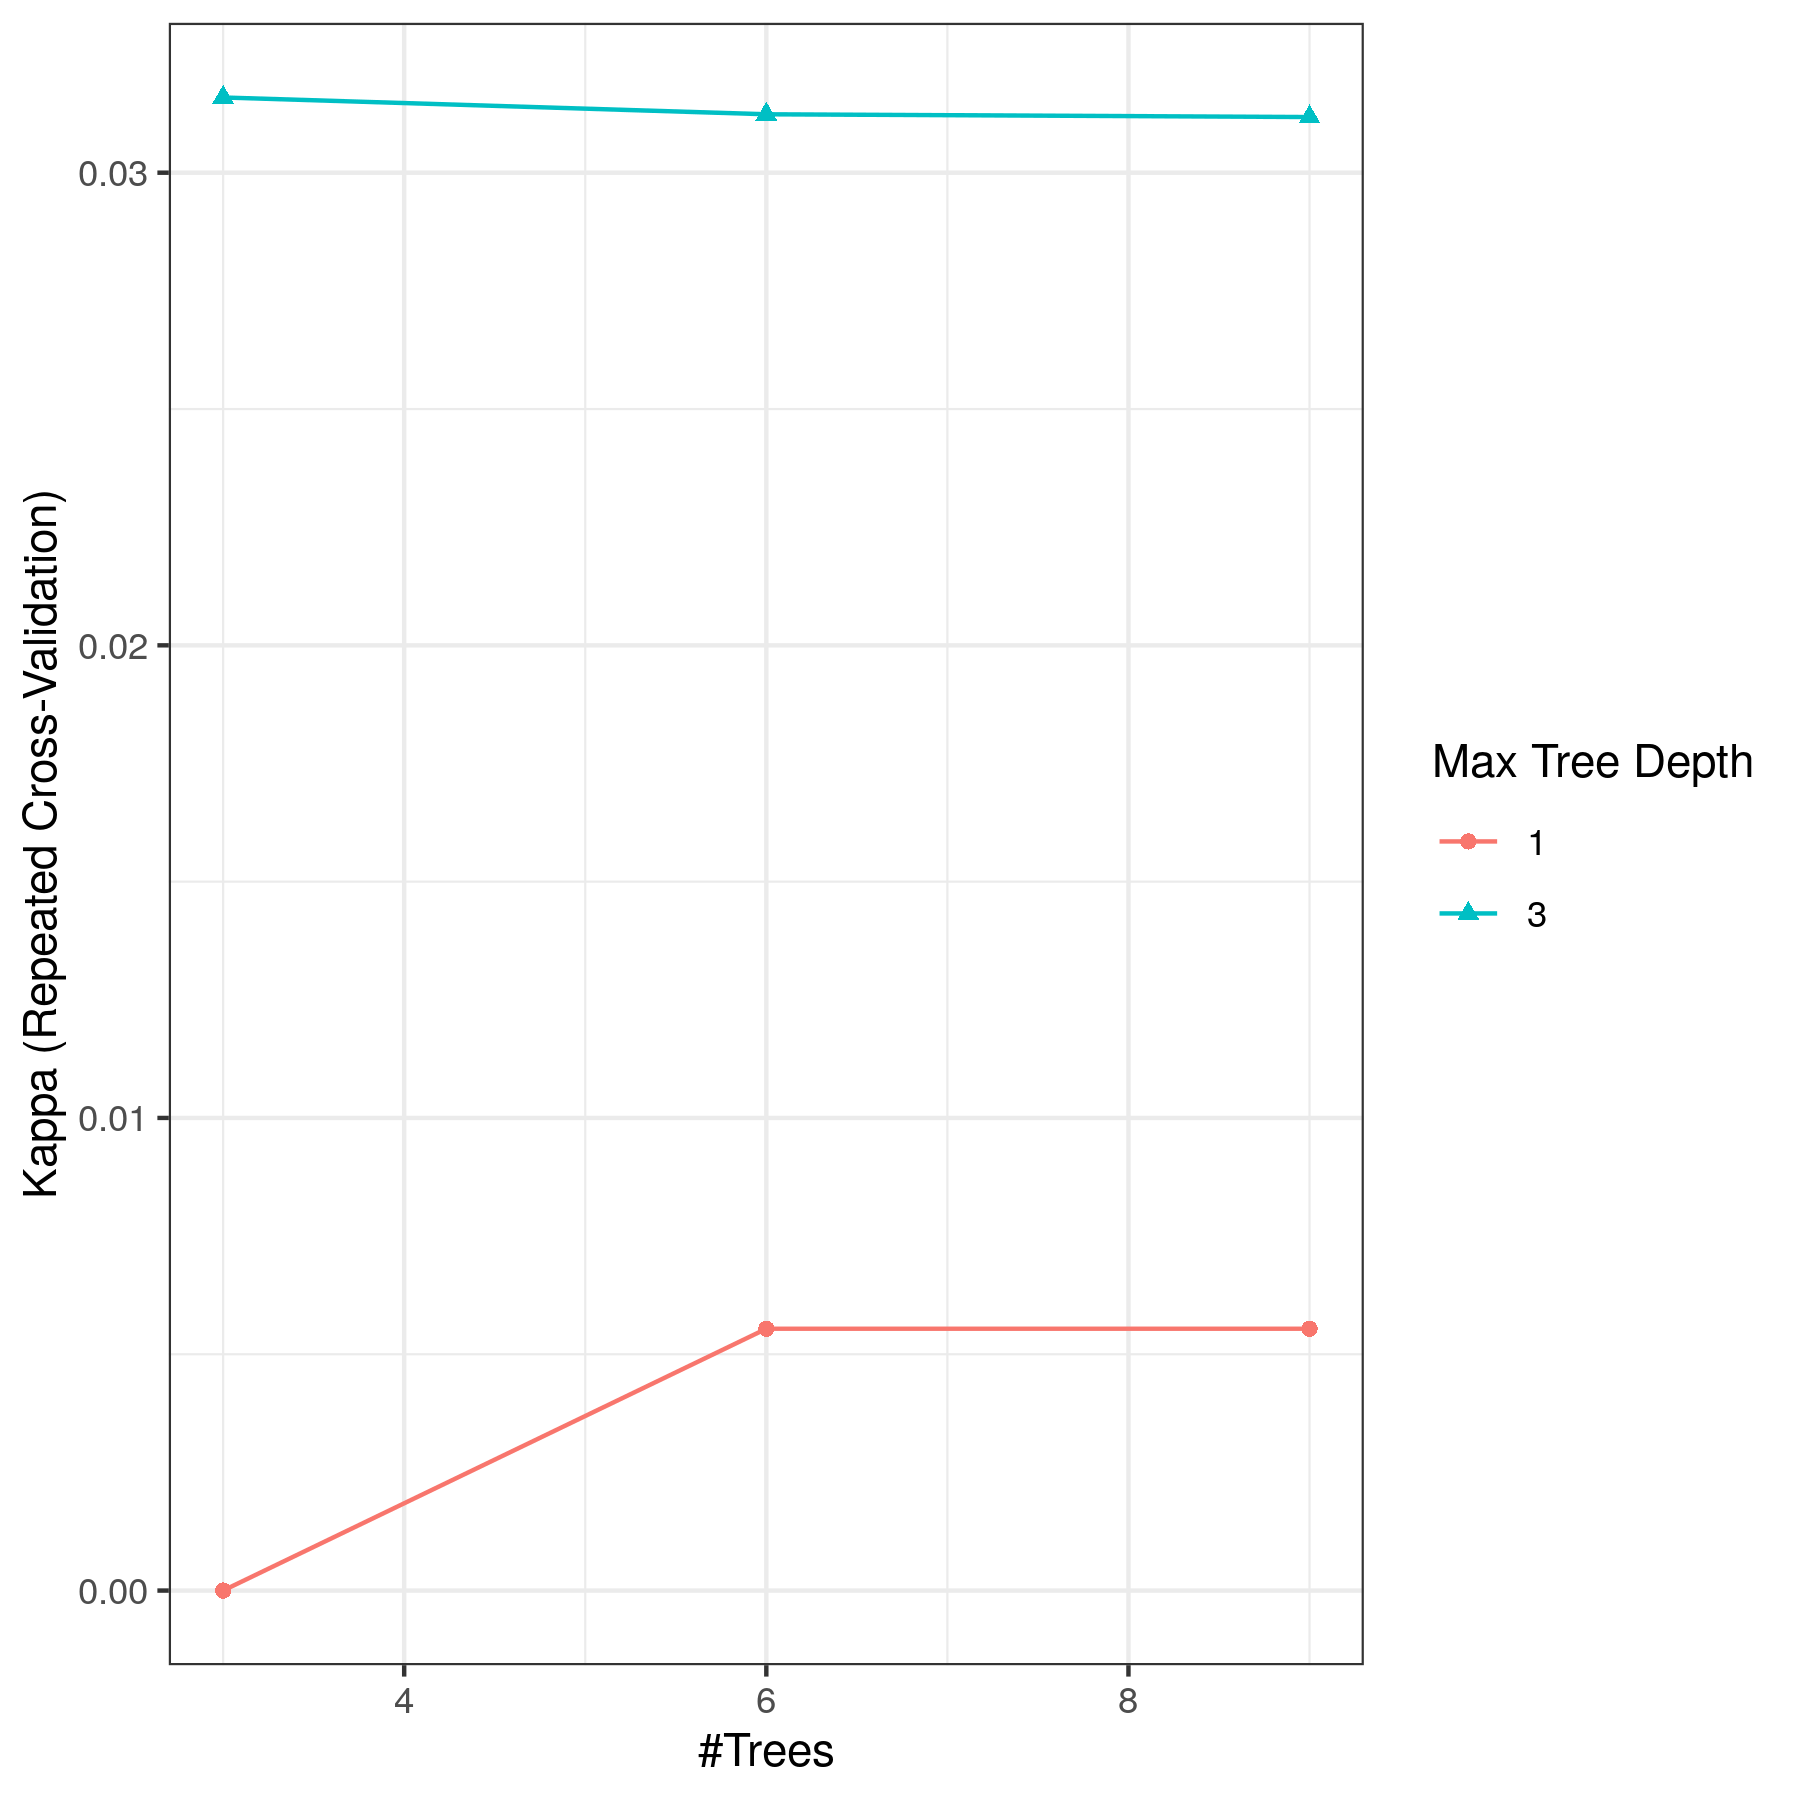 Kappa (Repeated Cross-Validation)
0.03
0.02
0.01
0.00
4 6 8
#Trees
Max Tree Depth
1
3